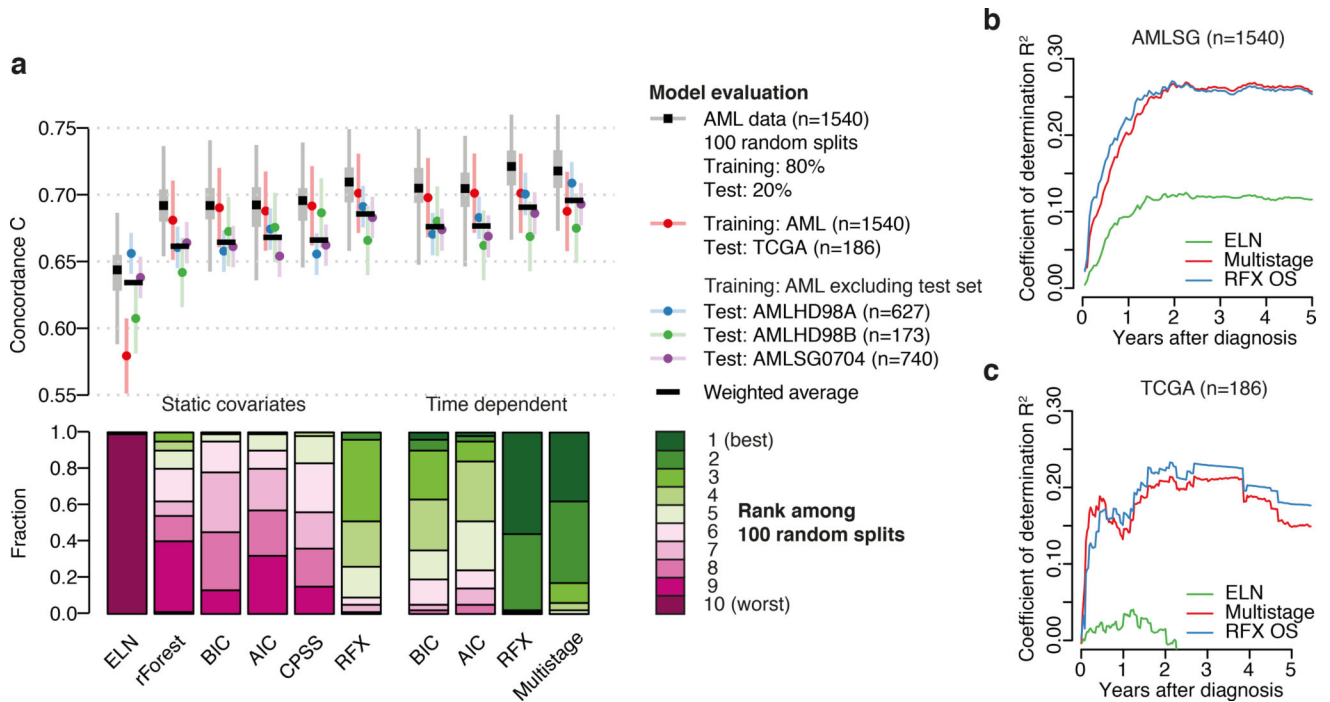 a
Concordance C
0.75
0.70
0.65
0.60
0.55
Static covariates
Time dependent
Fraction
1.0
0.8
0.6
0.4
0.2
0.0
ELN
rForest
BIC
AIC
CPSS
RFX
BIC
AIC
RFX
Multistage
Model evaluation
AML data (n=1540)
100 random splits
Training: 80%
Test: 20%
Training: AML (n=1540)
Test: TCGA (n=186)
Training: AML excluding test set
Test: AMLHD98A (n=627)
Test: AMLHD98B (n=173)
Test: AMLSG0704 (n=740)
Weighted average
1 (best)
2
3
4
5
6
7
8
9
10 (worst)
Rank among
100 random splits
b
AMLSG (n=1540)
Coefficient of determination R²
0.30
0.20
0.10
0.00
ELN
Multistage
RFX OS
0 1 2 3 4 5
Years after diagnosis
c
TCGA (n=186)
Coefficient of determination R²
0.30
0.20
0.10
0.00
ELN
Multistage
RFX OS
0 1 2 3 4 5
Years after diagnosis